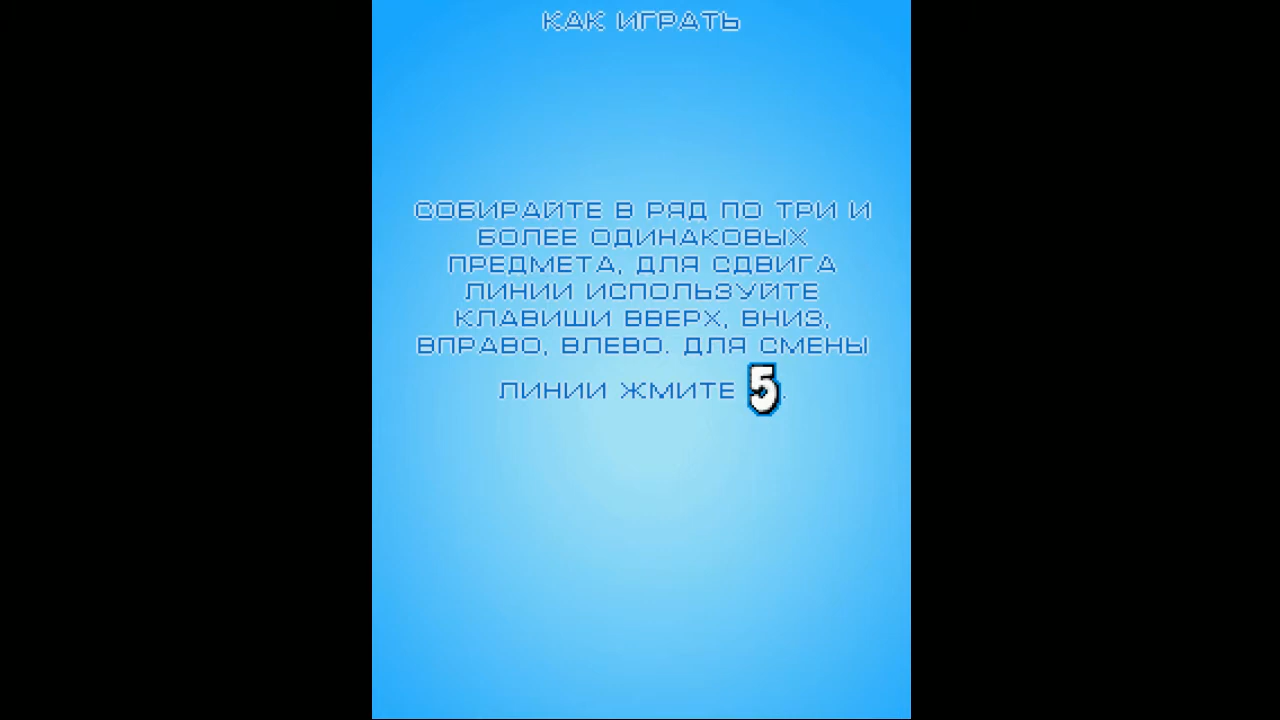 КАК ИГРАТЬ
СОБИРАЙТЕ В РЯД ПО ТРИ И
БОЛЕЕ ОДИНАКОВЫХ
ПРЕДМЕТА, ДЛЯ СДВИГА
ЛИНИИ ИСПОЛЬЗУЙТЕ
КЛАВИШИ ВВЕРХ, ВНИЗ,
ВПРАВО, ВЛЕВО. ДЛЯ СМЕНЫ
ЛИНИИ ЖМИТЕ 5.